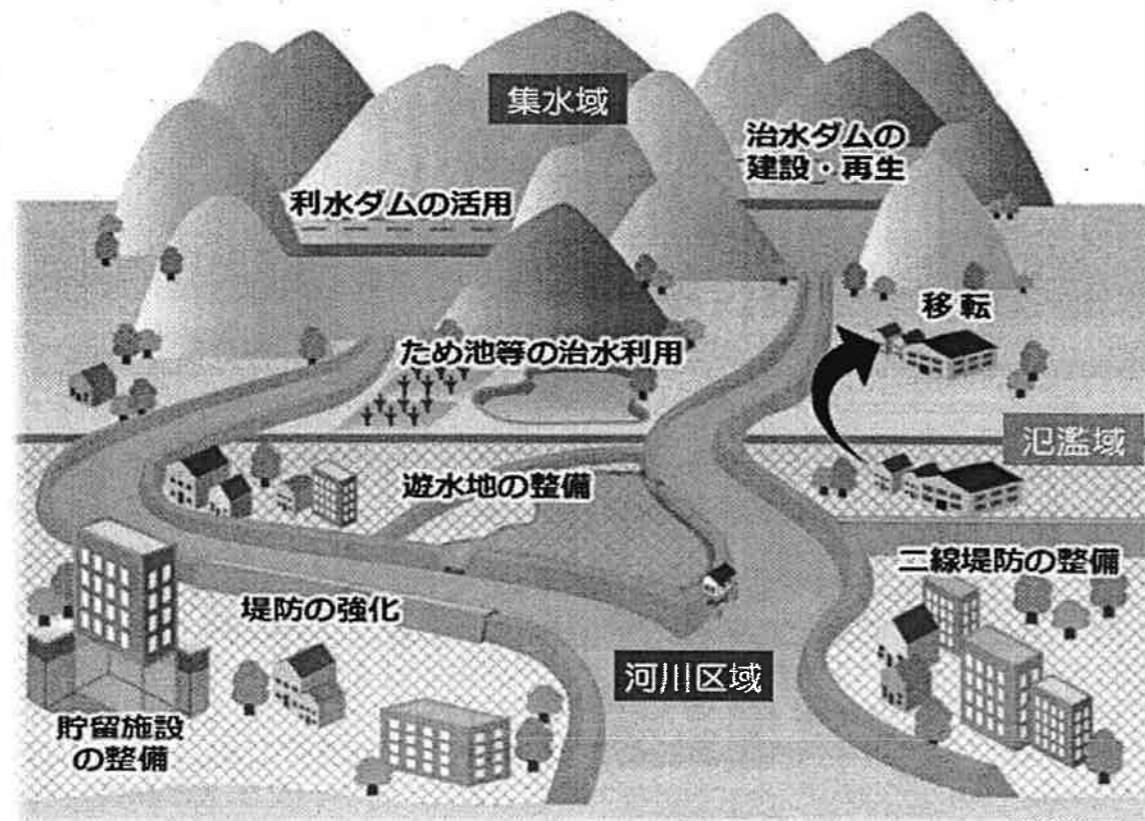 集水域
治水ダムの
建設・再生
利水ダムの活用
移転
ため池等の治水利用
氾濫域
遊水地の整備
二線堤防の整備
堤防の強化
河川区域
貯留施設
の整備